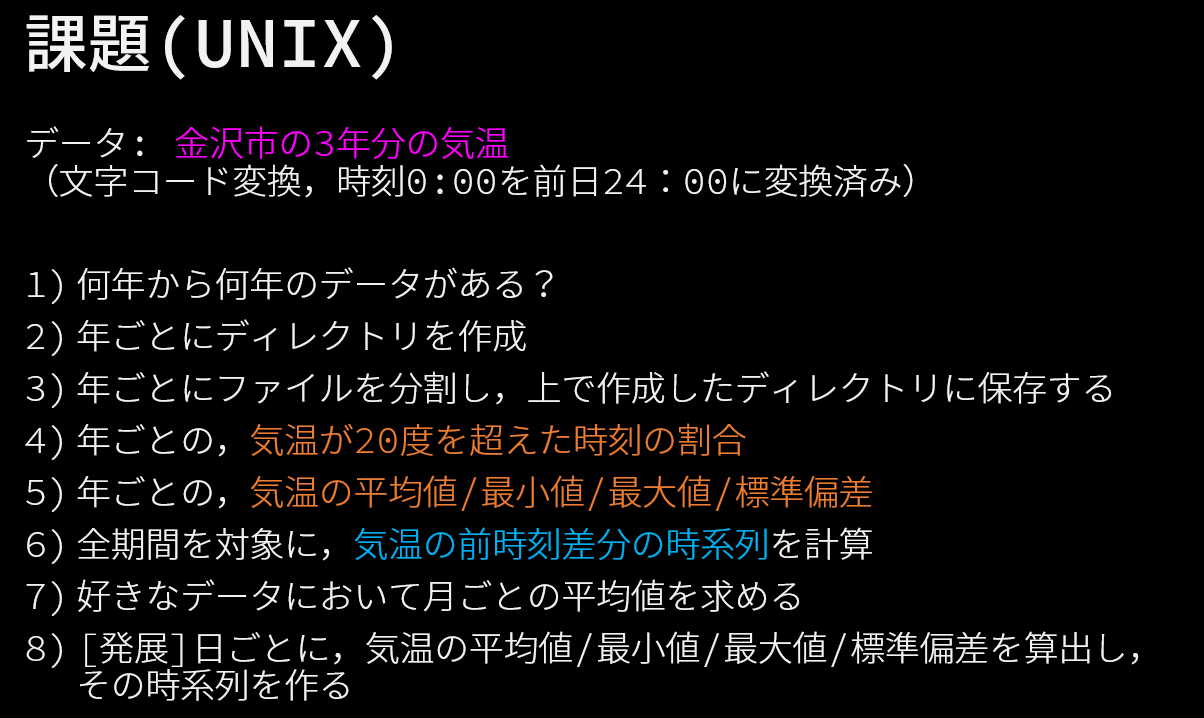 課題(UNIX)
データ: 金沢市の3年分の気温
（文字コード変換，時刻0:00を前日24：00に変換済み）
1) 何年から何年のデータがある？
2) 年ごとにディレクトリを作成
3) 年ごとにファイルを分割し，上で作成したディレクトリに保存する
4) 年ごとの，気温が20度を超えた時刻の割合
5) 年ごとの，気温の平均値/最小値/最大値/標準偏差
6) 全期間を対象に，気温の前時刻差分の時系列を計算
7) 好きなデータにおいて月ごとの平均値を求める
8) [発展]日ごとに，気温の平均値/最小値/最大値/標準偏差を算出し，
その時系列を作る